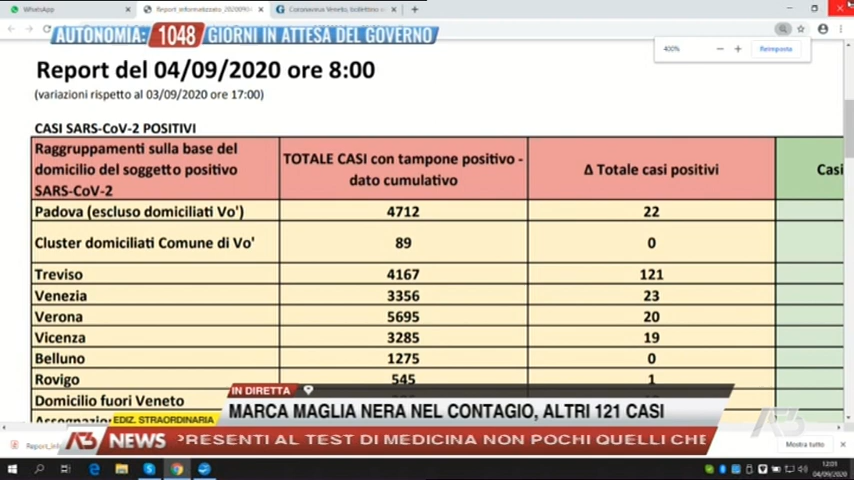 WhatsApp
Report_informatizzato_20200904
Coronavirus Veneto, bollettino
AUTONOMIA: 1048 GIORNI IN ATTESA DEL GOVERNO
400% Reimposta
Report del 04/09/2020 ore 8:00
(variazioni rispetto al 03/09/2020 ore 17:00)
CASI SARS-CoV-2 POSITIVI
Raggruppamenti sulla base del domicilio del soggetto positivo SARS-CoV-2
TOTALE CASI con tampone positivo - dato cumulativo
Δ Totale casi positivi
Casi
Padova (escluso domiciliati Vo') 4712 22
Cluster domiciliati Comune di Vo' 89 0
Treviso 4167 121
Venezia 3356 23
Verona 5695 20
Vicenza 3285 19
Belluno 1275 0
Rovigo 545 1
Domicilio fuori Veneto
IN DIRETTA
EDIZ. STRAORDINARIA
MARCA MAGLIA NERA NEL CONTAGIO, ALTRI 121 CASI
A3 NEWS PRESENTI AL TEST DI MEDICINA NON POCHI QUELLI CHE
A3
Mostra tutto
12:01
04/09/2020